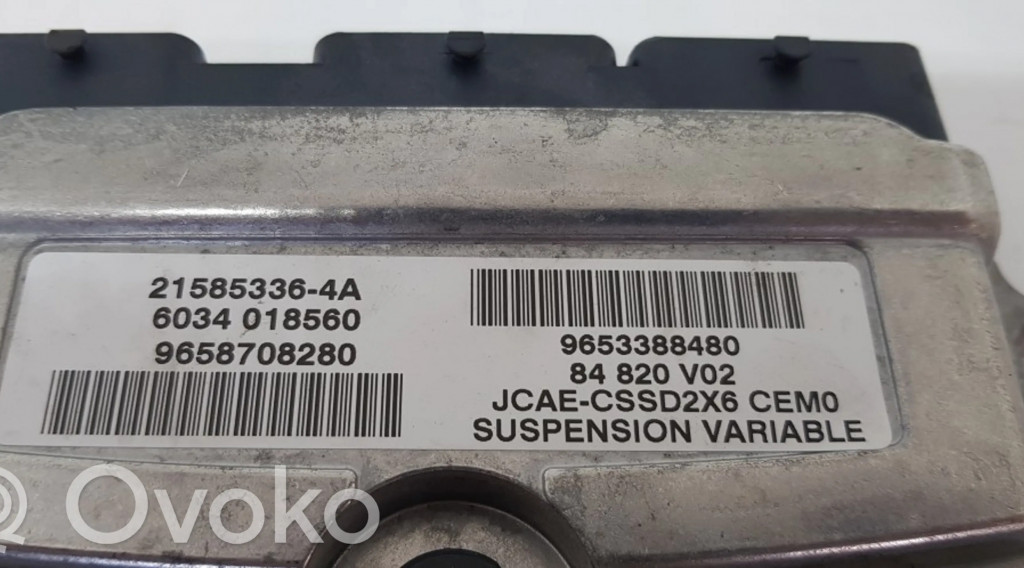 21585336-4A
6034 018560
9658708280
9653388480
84 820 V02
JCAE-CSSD2X6 CEM0
SUSPENSION VARIABLE
Ovoko